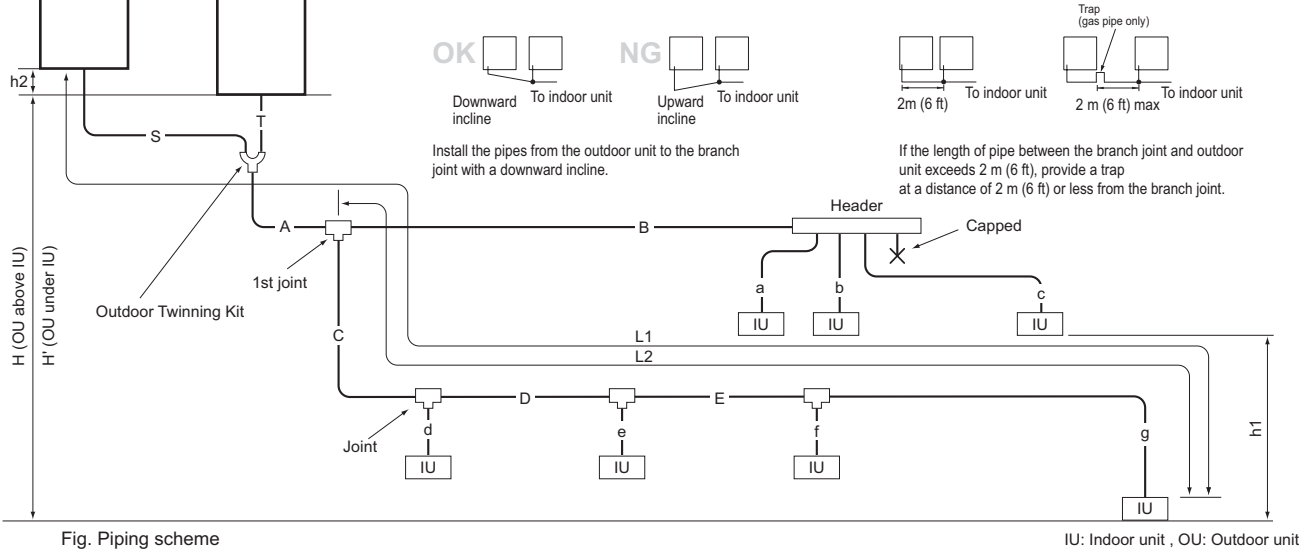 Trap
(gas pipe only)
OK
NG
h2
Downward
incline
To indoor unit
Upward
incline
To indoor unit
2m (6 ft)
To indoor unit
2 m (6 ft) max
To indoor unit
T
S
Install the pipes from the outdoor unit to the branch
joint with a downward incline.
If the length of pipe between the branch joint and outdoor
unit exceeds 2 m (6 ft), provide a trap
at a distance of 2 m (6 ft) or less from the branch joint.
Header
A
B
Capped
1st joint
Outdoor Twinning Kit
a
b
c
IU
IU
IU
H (OU above IU)
H' (OU under IU)
C
L1
L2
D
E
h1
Joint
d
e
f
g
IU
IU
IU
IU
Fig. Piping scheme
IU: Indoor unit , OU: Outdoor unit